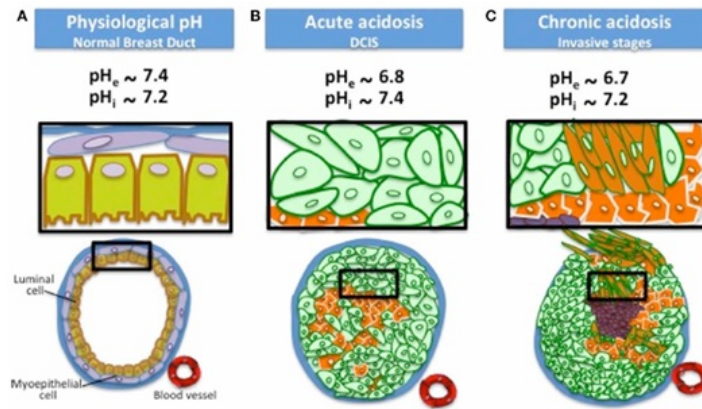 A
Physiological pH
Normal Breast Duct
pHe ~ 7.4
pHi ~ 7.2
Luminal
cell
Myoepithelial
cell
Blood vessel
B
Acute acidosis
DCIS
pHe ~ 6.8
pHi ~ 7.4
C
Chronic acidosis
Invasive stages
pHe ~ 6.7
pHi ~ 7.2